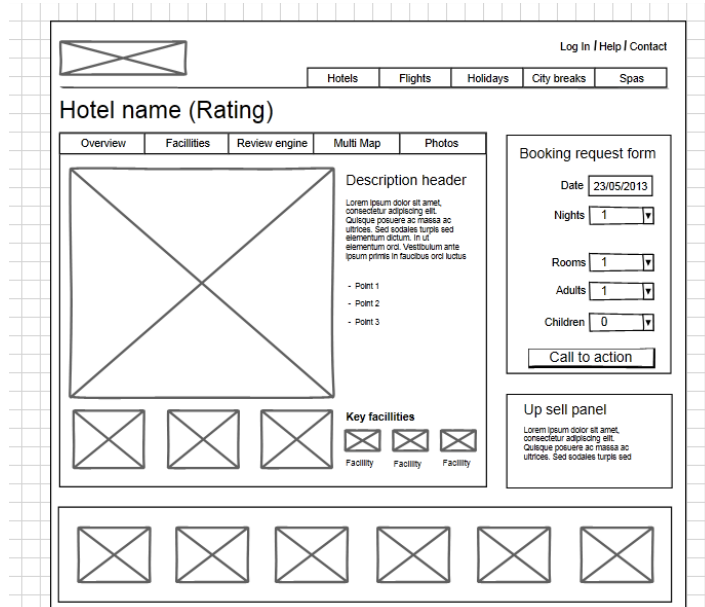 Log In / Help / Contact
Hotels Flights Holidays City breaks Spas
Hotel name (Rating)
Overview Facillities Review engine Multi Map Photos
Description header
Lorem ipsum dolor sit amet,
consectetur adipiscing elit.
Quisque posuere ac massa ac
ultrices. Sed sodales turpis sed
elementum dictum. In ut
elementum orci. Vestibulum ante
ipsum primis in faucibus orci luctus
- Point 1
- Point 2
- Point 3
Key facillities
Facillity Facillity Facillity
Booking request form
Date 23/05/2013
Nights 1
Rooms 1
Adults 1
Children 0
Call to action
Up sell panel
Lorem ipsum dolor sit amet,
consectetur adipiscing elit.
Quisque posuere ac massa ac
ultrices. Sed sodales turpis sed